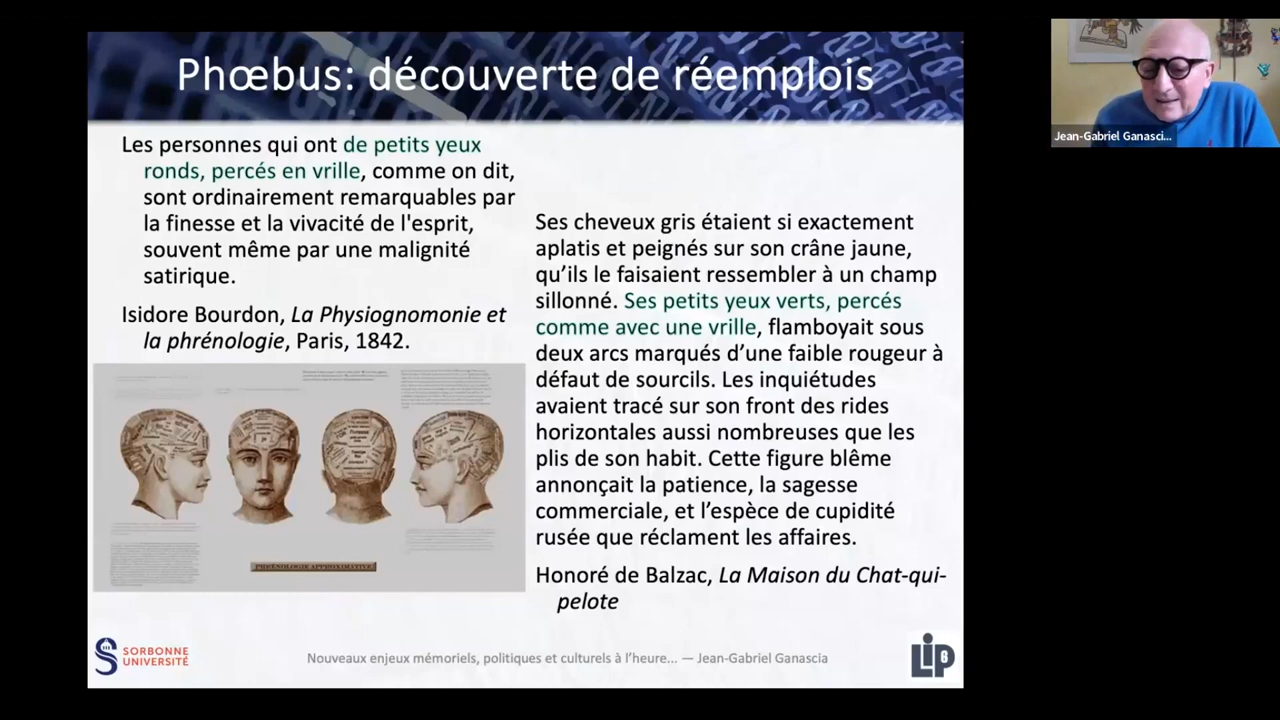 Phœbus: découverte de réemplois
Les personnes qui ont de petits yeux
ronds, percés en vrille, comme on dit,
sont ordinairement remarquables par
la finesse et la vivacité de l'esprit,
souvent même par une malignité
satirique.
Isidore Bourdon, La Physiognomonie et
la phrénologie, Paris, 1842.
PHRÉNOLOGIE APPROXIMATIVE
Ses cheveux gris étaient si exactement
aplatis et peignés sur son crâne jaune,
qu’ils le faisaient ressembler à un champ
sillonné. Ses petits yeux verts, percés
comme avec une vrille, flamboyait sous
deux arcs marqués d’une faible rougeur à
défaut de sourcils. Les inquiétudes
avaient tracé sur son front des rides
horizontales aussi nombreuses que les
plis de son habit. Cette figure blême
annonçait la patience, la sagesse
commerciale, et l’espèce de cupidité
rusée que réclament les affaires.
Honoré de Balzac, La Maison du Chat-qui-
pelote
SORBONNE
UNIVERSITÉ
Nouveaux enjeux mémoriels, politiques et culturels à l’heure... — Jean-Gabriel Ganascia
LIP6
Jean-Gabriel Ganasci...